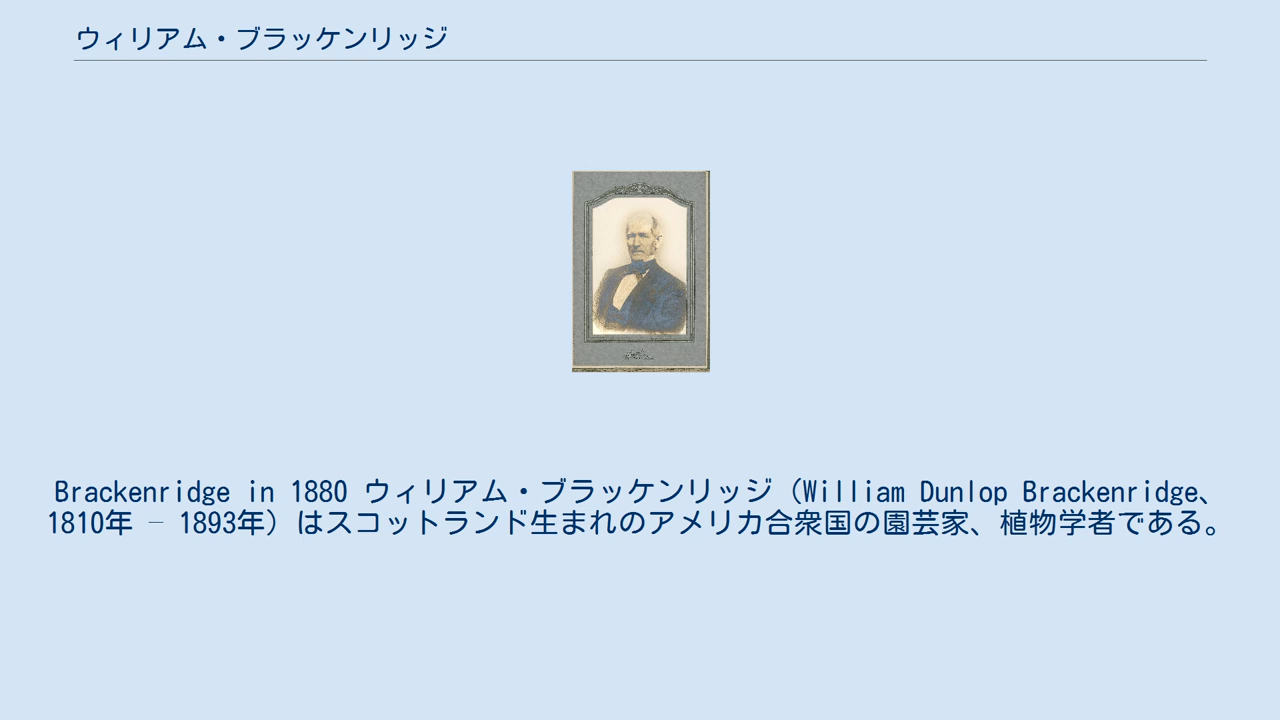 ウィリアム・ブラッケンリッジ
Brackenridge in 1880 ウィリアム・ブラッケンリッジ（William Dunlop Brackenridge、
1810年 – 1893年）はスコットランド生まれのアメリカ合衆国の園芸家、植物学者である。